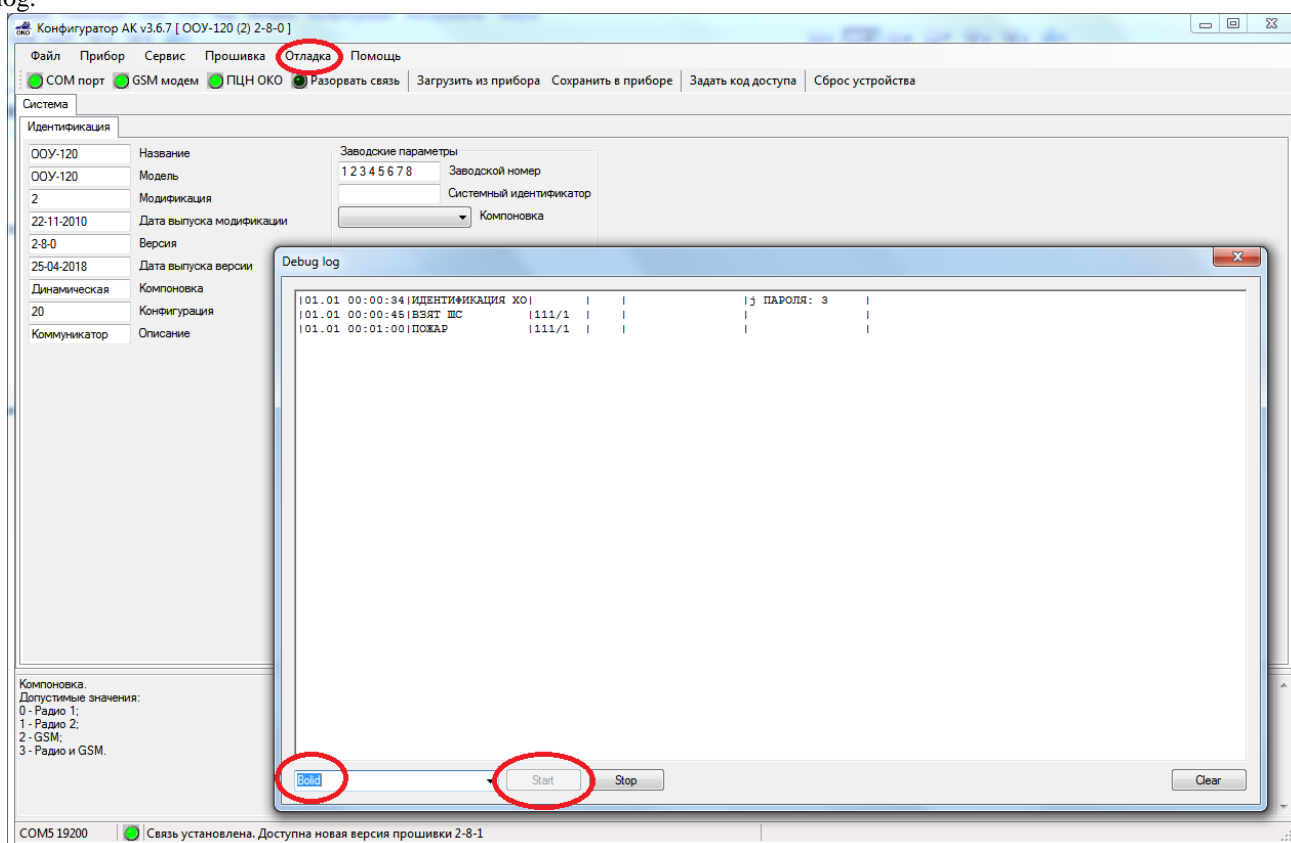 og.
око Конфигуратор АК v3.6.7 [ ООУ-120 (2) 2-8-0 ]
Файл Прибор Сервис Прошивка Отладка Помощь
COM порт GSM модем ПЦН ОКО Разорвать связь Загрузить из прибора Сохранить в приборе Задать код доступа Сброс устройства
Система
Идентификация
ООУ-120 Название
ООУ-120 Модель
2 Модификация
22-11-2010 Дата выпуска модификации
2-8-0 Версия
25-04-2018 Дата выпуска версии
Динамическая Компоновка
20 Конфигурация
Коммуникатор Описание
Заводские параметры
12345678 Заводской номер
Системный идентификатор
Компоновка
Debug log
|01.01 00:00:34|ИДЕНТИФИКАЦИЯ ХО| | | |j ПАРОЛЯ: 3 |
|01.01 00:00:45|ВЗЯТ ШС |111/1 | | | |
|01.01 00:01:00|ПОЖАР |111/1 | | | |
Bolid Start Stop Clear
Компоновка.
Допустимые значения:
0 - Радио 1;
1 - Радио 2;
2 - GSM;
3 - Радио и GSM.
COM5 19200 Связь установлена. Доступна новая версия прошивки 2-8-1